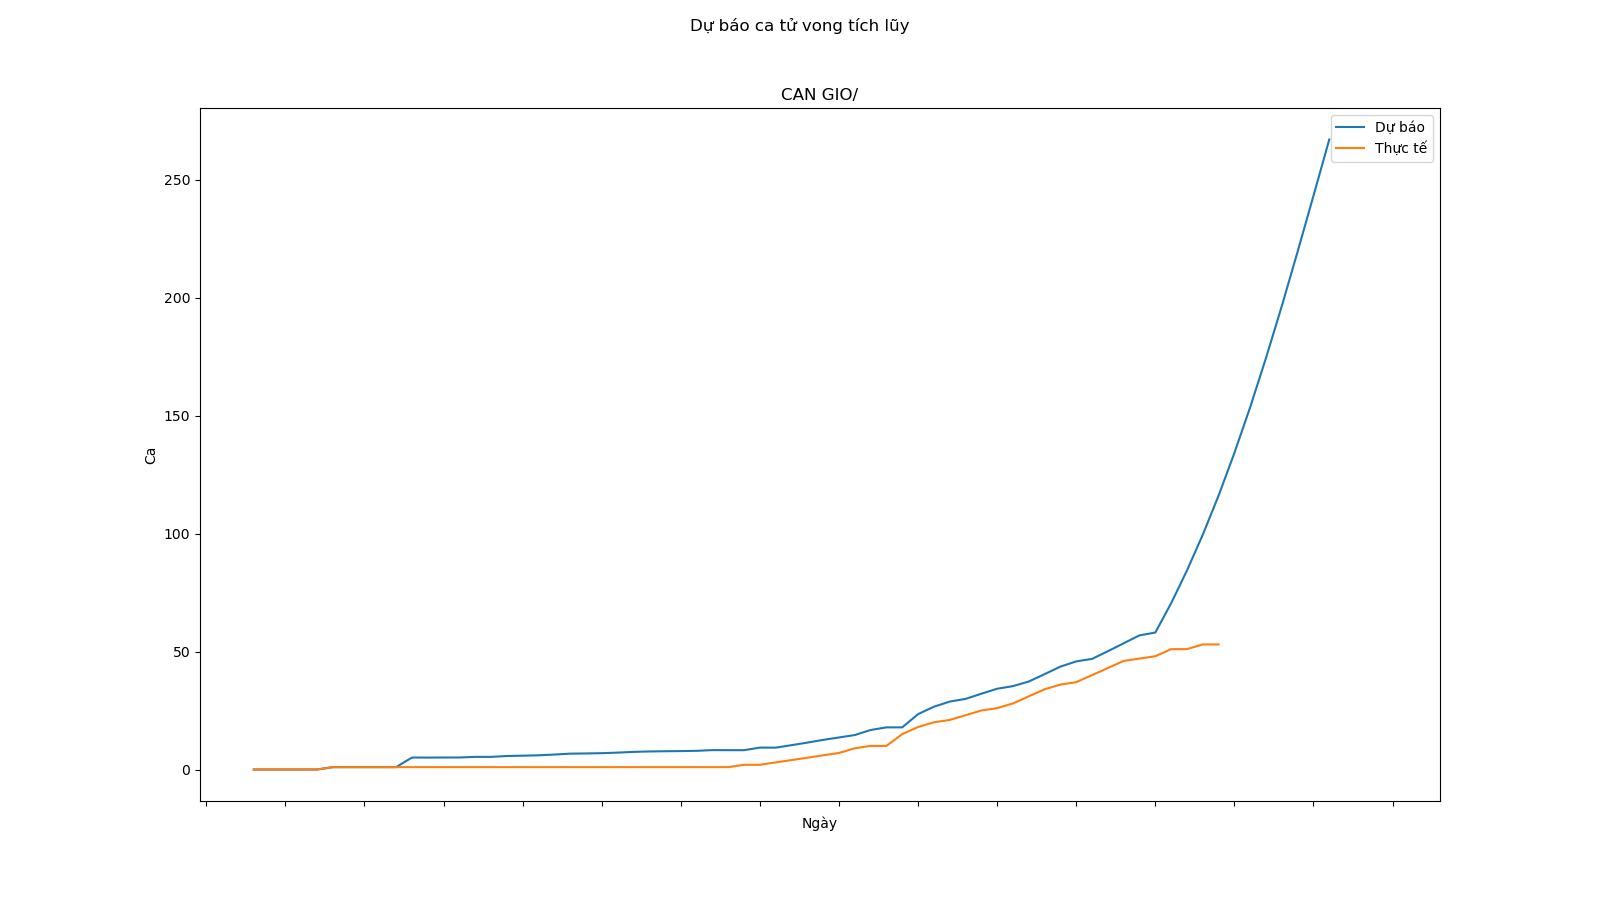 Dự báo ca tử vong tích lũy
CAN GIO/
Dự báo
Thực tế
250
200
150
100
50
0
Ca
Ngày